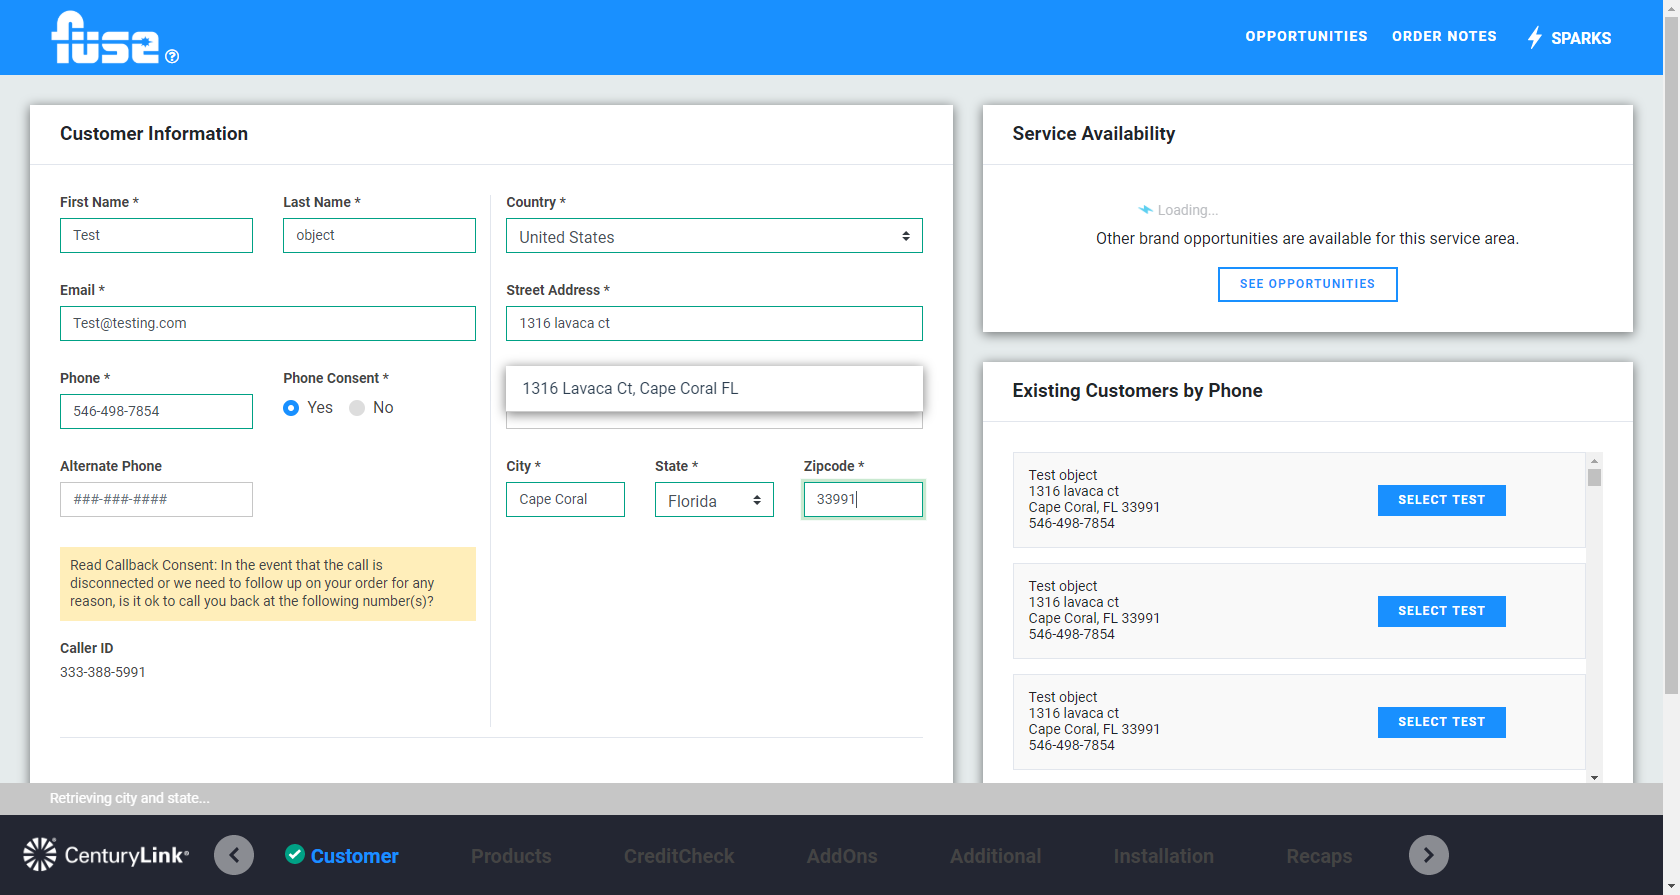 fuse
OPPORTUNITIES
ORDER NOTES
SPARKS
Customer Information
First Name *
Last Name *
Test
object
Email *
Test@testing.com
Phone *
Phone Consent *
546-498-7854
Yes
No
Alternate Phone
###-###-####
Read Callback Consent: In the event that the call is
disconnected or we need to follow up on your order for any
reason, is it ok to call you back at the following number(s)?
Caller ID
333-388-5991
Country *
United States
Street Address *
1316 lavaca ct
1316 Lavaca Ct, Cape Coral FL
City *
State *
Zipcode *
Cape Coral
Florida
33991
Service Availability
Loading...
Other brand opportunities are available for this service area.
SEE OPPORTUNITIES
Existing Customers by Phone
Test object
1316 lavaca ct
Cape Coral, FL 33991
546-498-7854
SELECT TEST
Test object
1316 lavaca ct
Cape Coral, FL 33991
546-498-7854
SELECT TEST
Test object
1316 lavaca ct
Cape Coral, FL 33991
546-498-7854
SELECT TEST
Retrieving city and state...
CenturyLink®
Customer
Products
CreditCheck
AddOns
Additional
Installation
Recaps